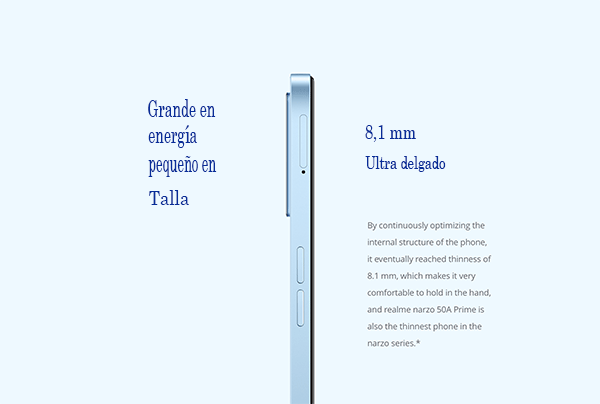 Grande en
energía
pequeño en
Talla
8,1 mm
Ultra delgado
By continuously optimizing the
internal structure of the phone,
it eventually reached thinness of
8.1 mm, which makes it very
comfortable to hold in the hand,
and realme narzo 50A Prime is
also the thinnest phone in the
narzo series.*